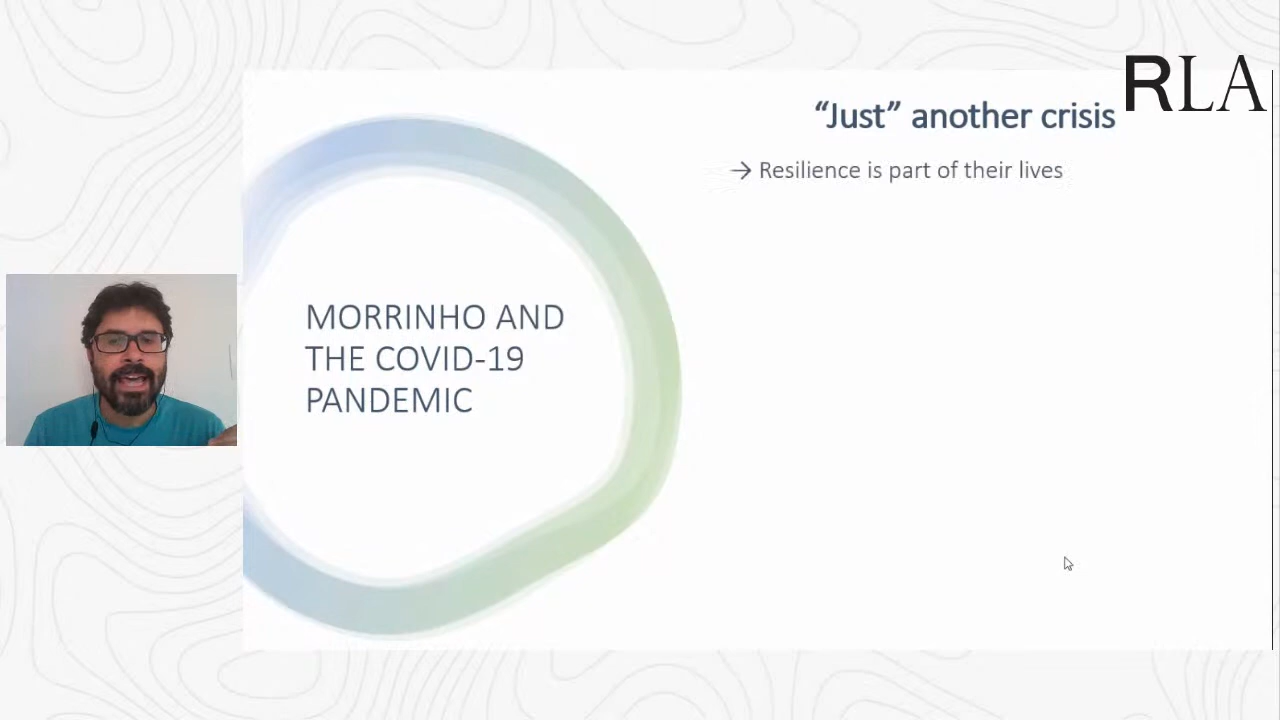 RLA
“Just” another crisis
→ Resilience is part of their lives
MORRINHO AND
THE COVID-19
PANDEMIC